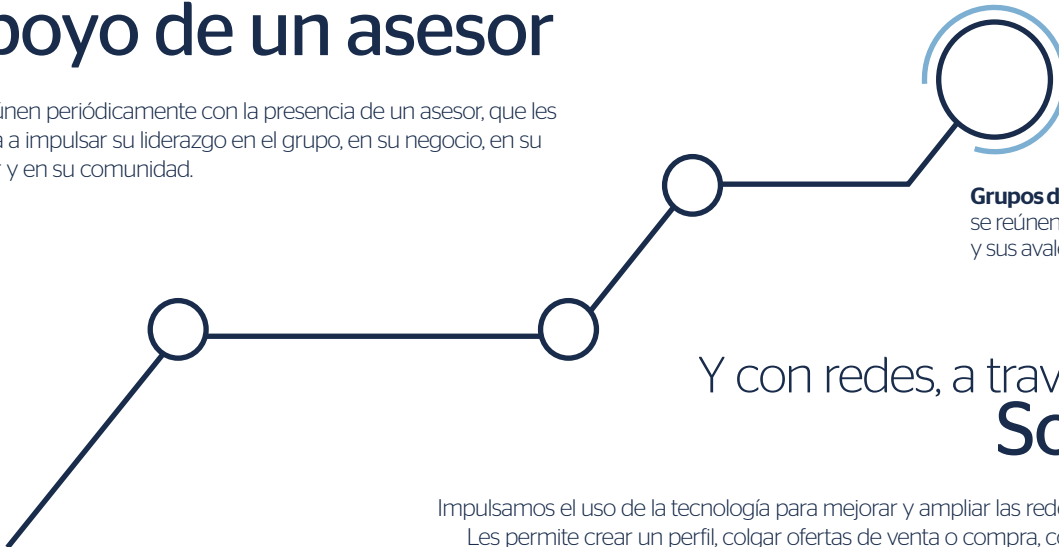 poyo de un asesor
únen periódicamente con la presencia de un asesor, que les
a a impulsar su liderazgo en el grupo, en su negocio, en su
r y en su comunidad.
Grupos d
se reúnen
y sus aval
Y con redes, a trav
So
Impulsamos el uso de la tecnología para mejorar y ampliar las red
Les permite crear un perfil, colgar ofertas de venta o compra, c